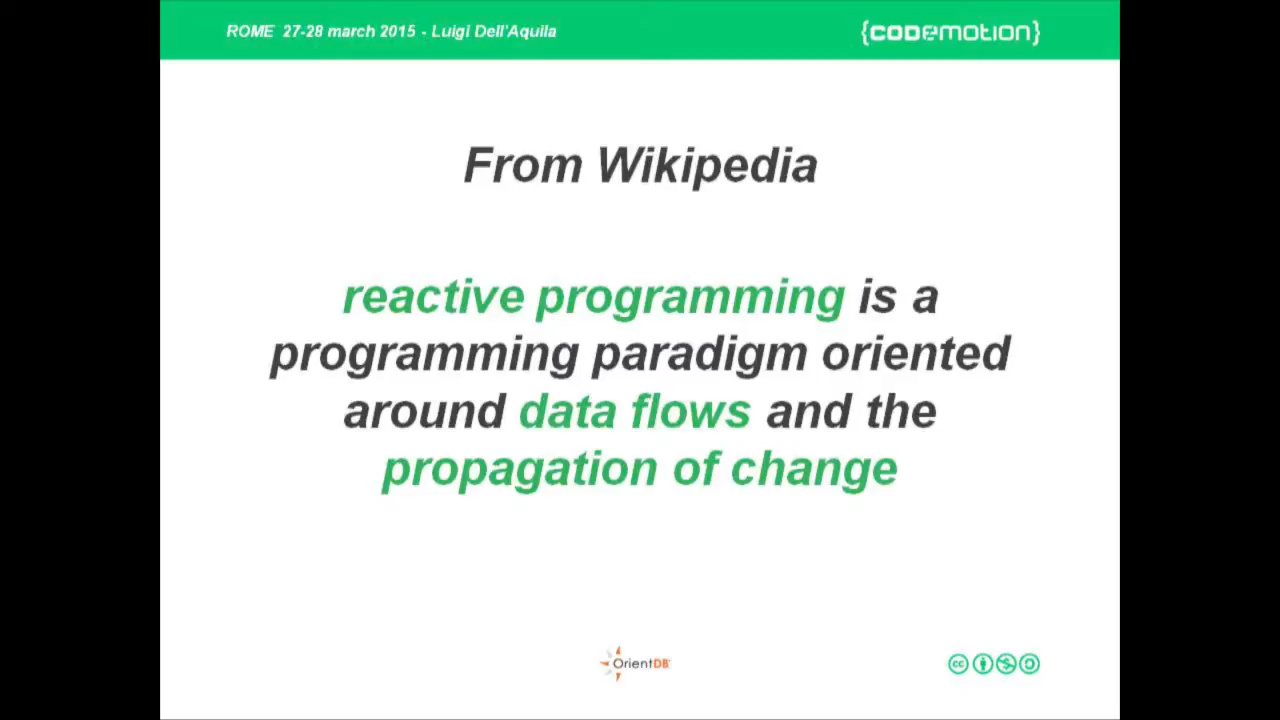 ROME 27-28 march 2015 - Luigi Dell'Aquila
{codemotion}
From Wikipedia
reactive programming is a
programming paradigm oriented
around data flows and the
propagation of change
OrientDB
cc